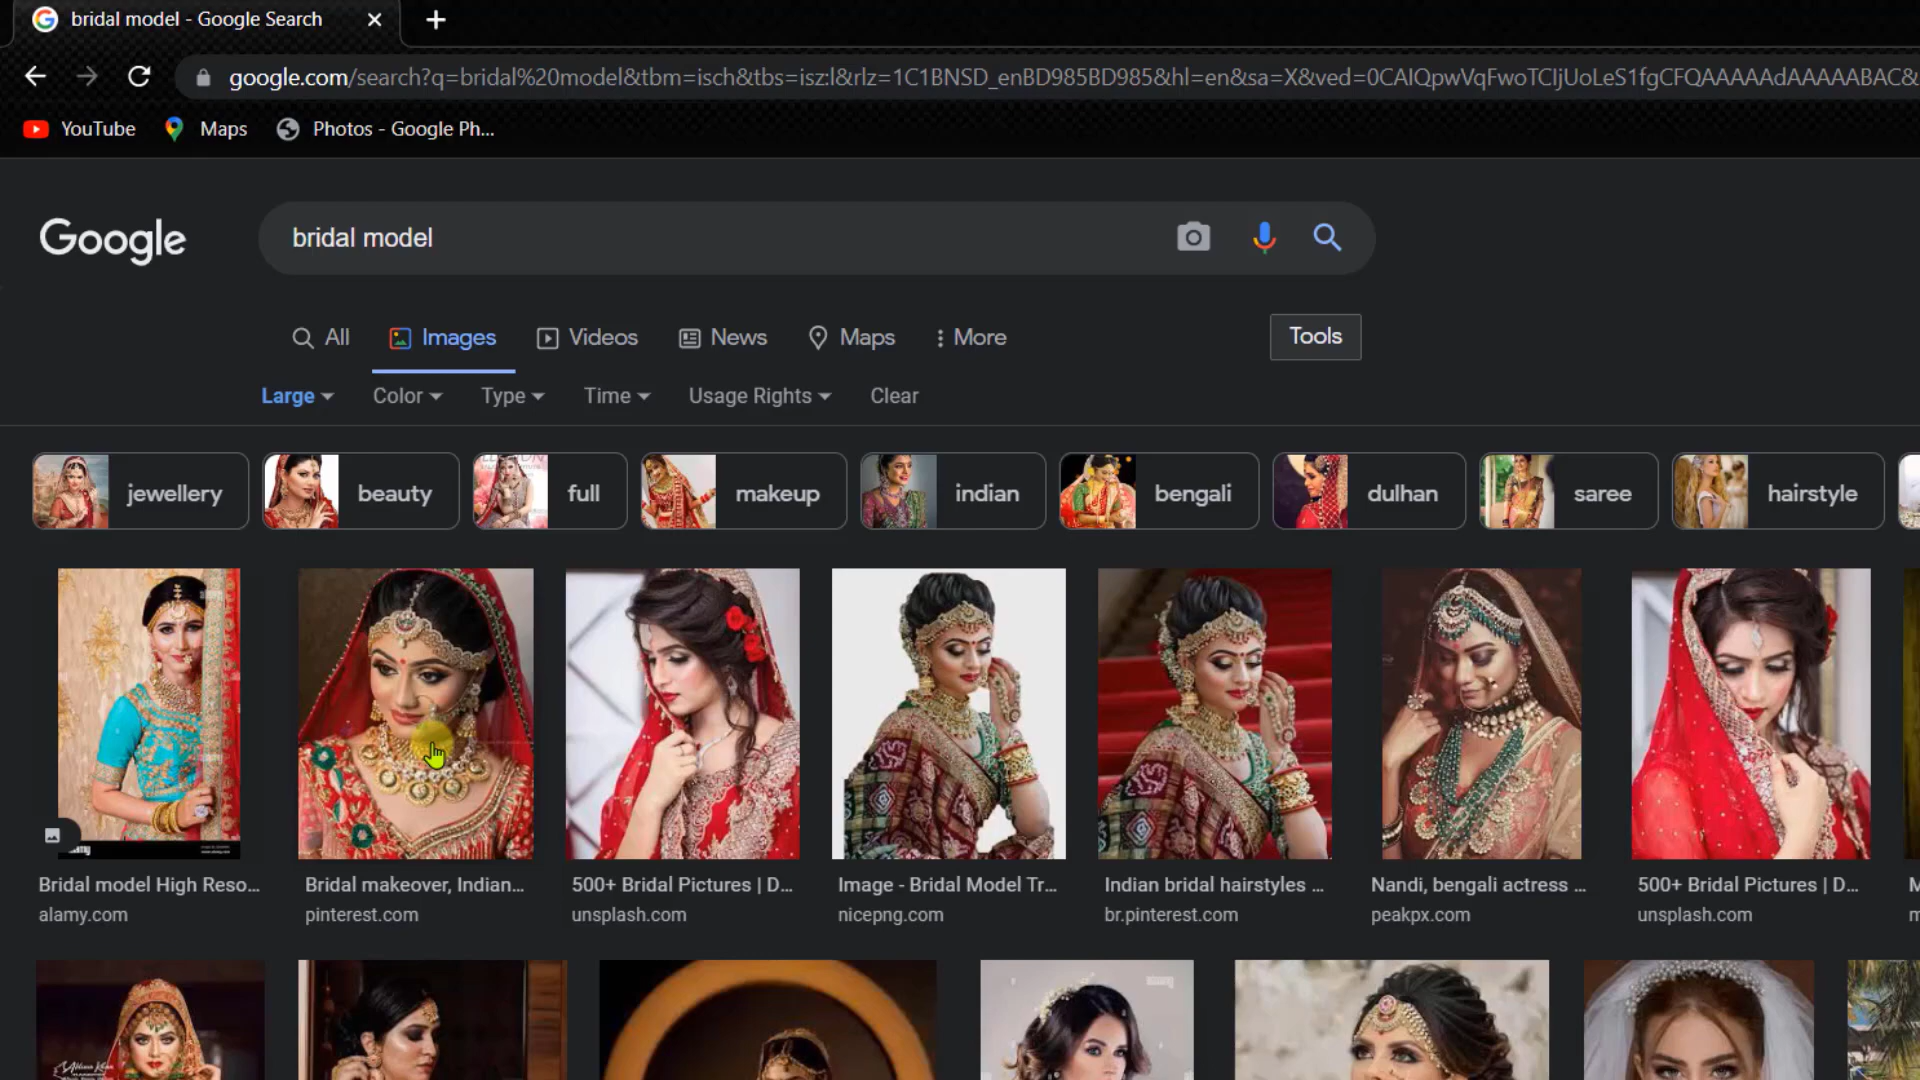 bridal model - Google Search
google.com/search?q=bridal%20model&tbm=isch&tbs=isz:l&rlz=1C1BNSD_enBD985BD985&hl=en&sa=X&ved=0CAIQpwVqFwoTCIjUoLeS1fgCFQAAAAAdAAAAABAC&
YouTube Maps Photos - Google Ph...
Google bridal model
All Images Videos News Maps More Tools
Large Color Type Time Usage Rights Clear
jewellery beauty full makeup indian bengali dulhan saree hairstyle
Bridal model High Reso... Bridal makeover, Indian... 500+ Bridal Pictures | D... Image - Bridal Model Tr... Indian bridal hairstyles ... Nandi, bengali actress ... 500+ Bridal Pictures | D...
alamy.com pinterest.com unsplash.com nicepng.com br.pinterest.com peakpx.com unsplash.com